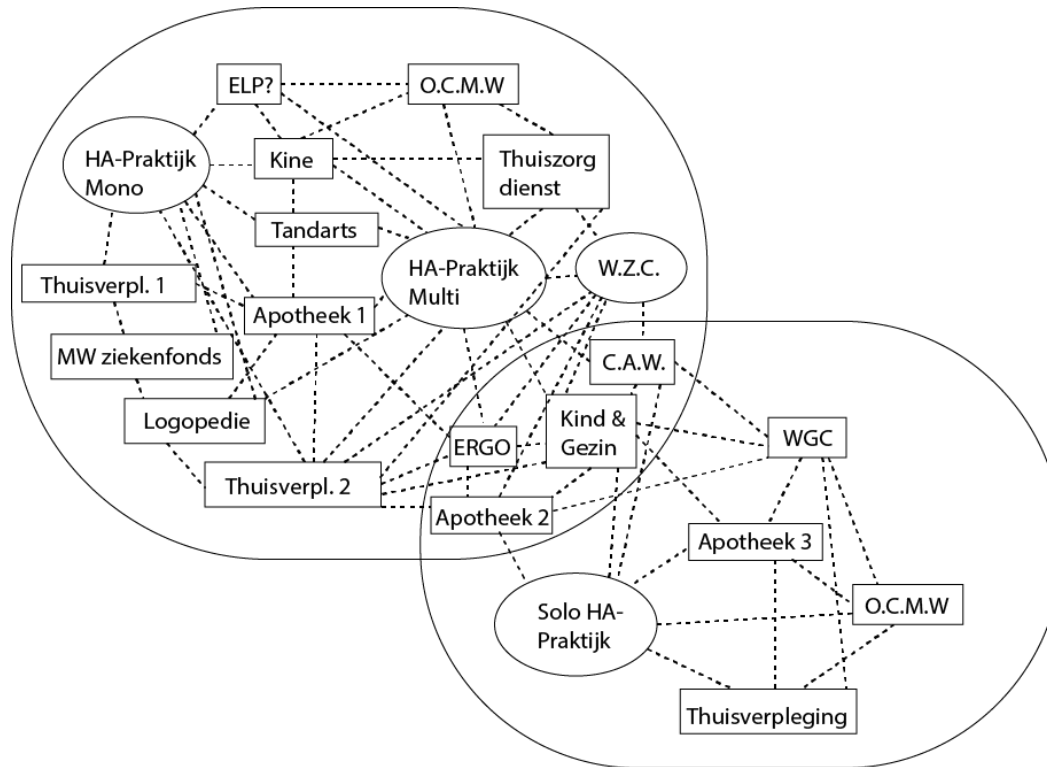 ELP?
O.C.M.W
HA-Praktijk
Mono
Kine
Thuiszorg
dienst
Tandarts
HA-Praktijk
Multi
W.Z.C.
Thuisverpl. 1
Apotheek 1
MW ziekenfonds
C.A.W.
Logopedie
Kind &
Gezin
ERGO
WGC
Thuisverpl. 2
Apotheek 2
Apotheek 3
Solo HA-
Praktijk
O.C.M.W
Thuisverpleging